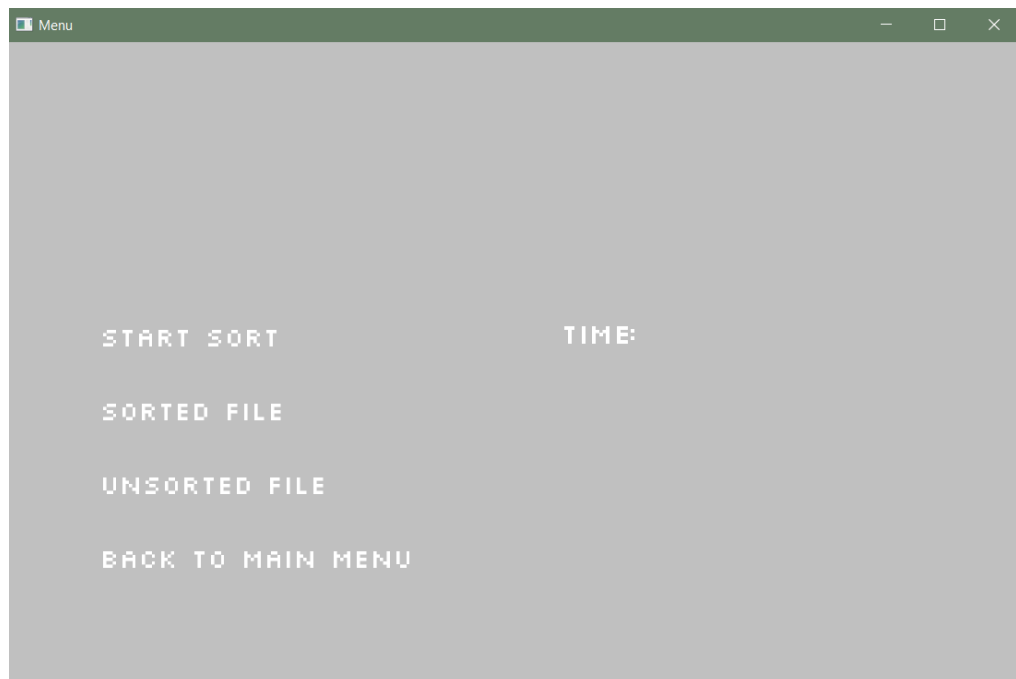 Menu
START SORT
TIME:
SORTED FILE
UNSORTED FILE
BACK TO MAIN MENU